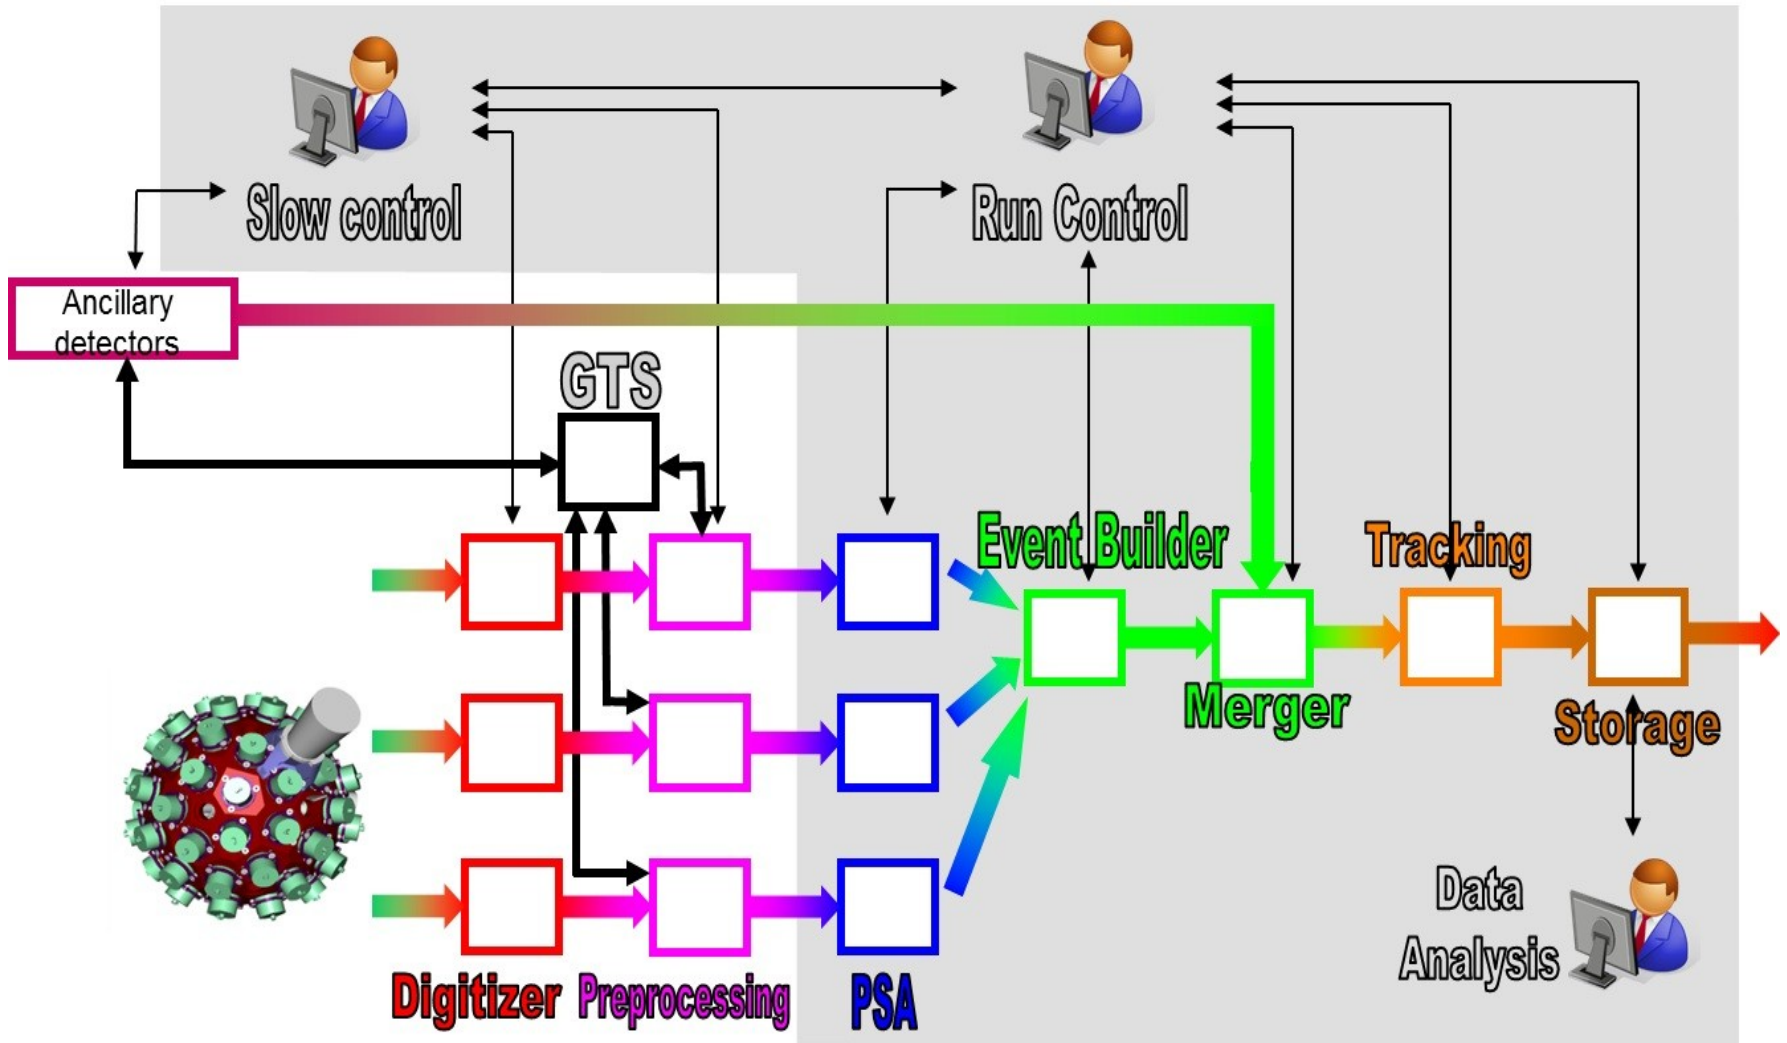 Slow control
Run Control
Ancillary
detectors
GTS
Event Builder
Tracking
Merger
Storage
Data
Analysis
Digitizer
Preprocessing
PSA